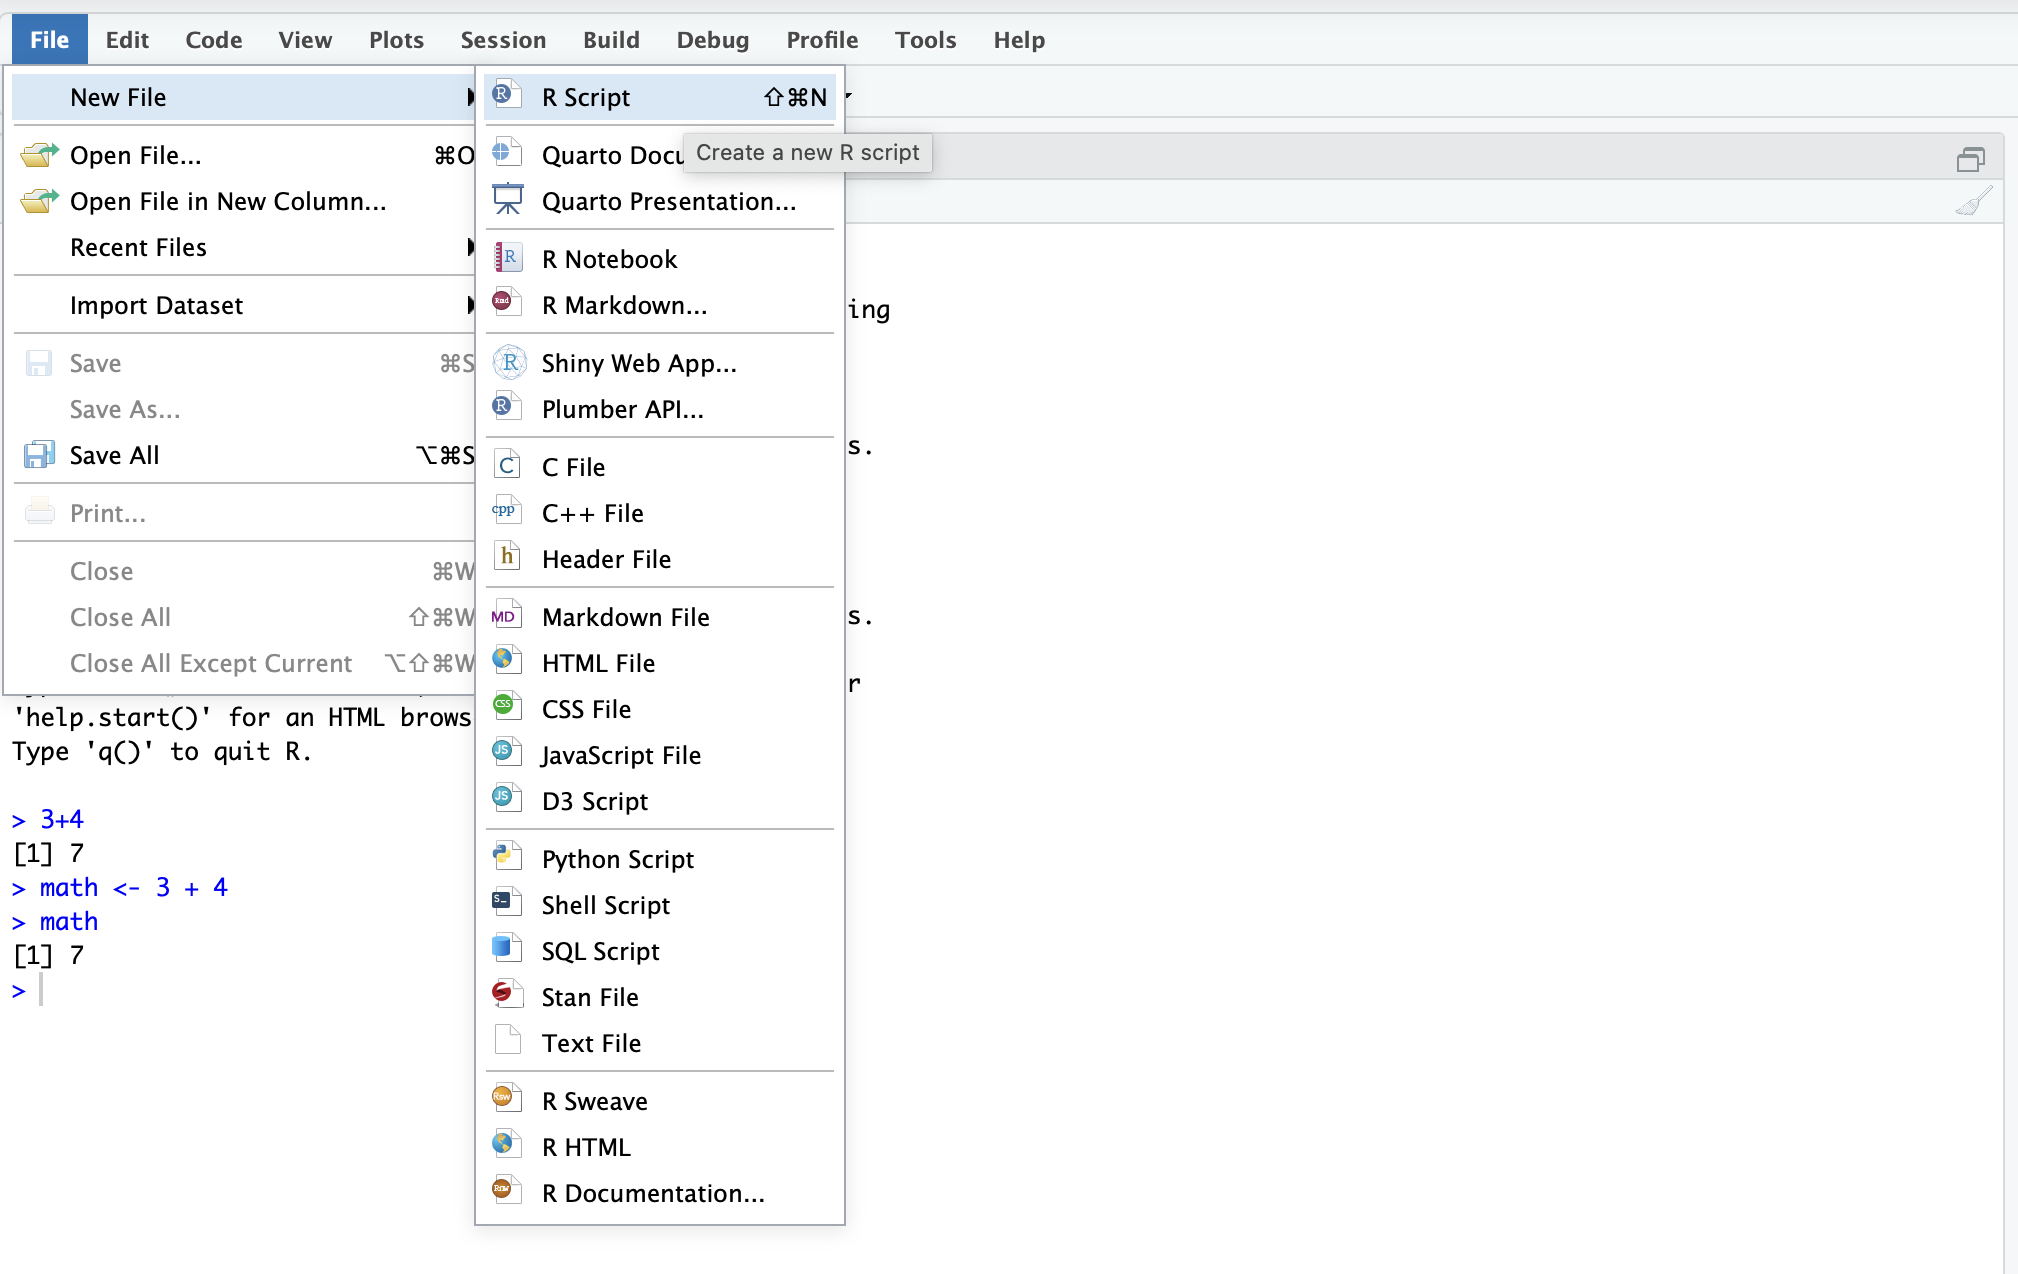 File Edit Code View Plots Session Build Debug Profile Tools Help
New File
Open File... ⌘O
Open File in New Column...
Recent Files
Import Dataset
Save ⌘S
Save As...
Save All ⌥⌘S
Print...
Close ⌘W
Close All ⇧⌘W
Close All Except Current ⌥⇧⌘W
R Script ⇧⌘N
Create a new R script
Quarto Docu
Quarto Presentation...
R Notebook
R Markdown...
Shiny Web App...
Plumber API...
C File
C++ File
Header File
Markdown File
HTML File
CSS File
JavaScript File
D3 Script
Python Script
Shell Script
SQL Script
Stan File
Text File
R Sweave
R HTML
R Documentation...
ing
s.
s.
r
'help.start()' for an HTML brows
Type 'q()' to quit R.
> 3+4
[1] 7
> math <- 3 + 4
> math
[1] 7
>